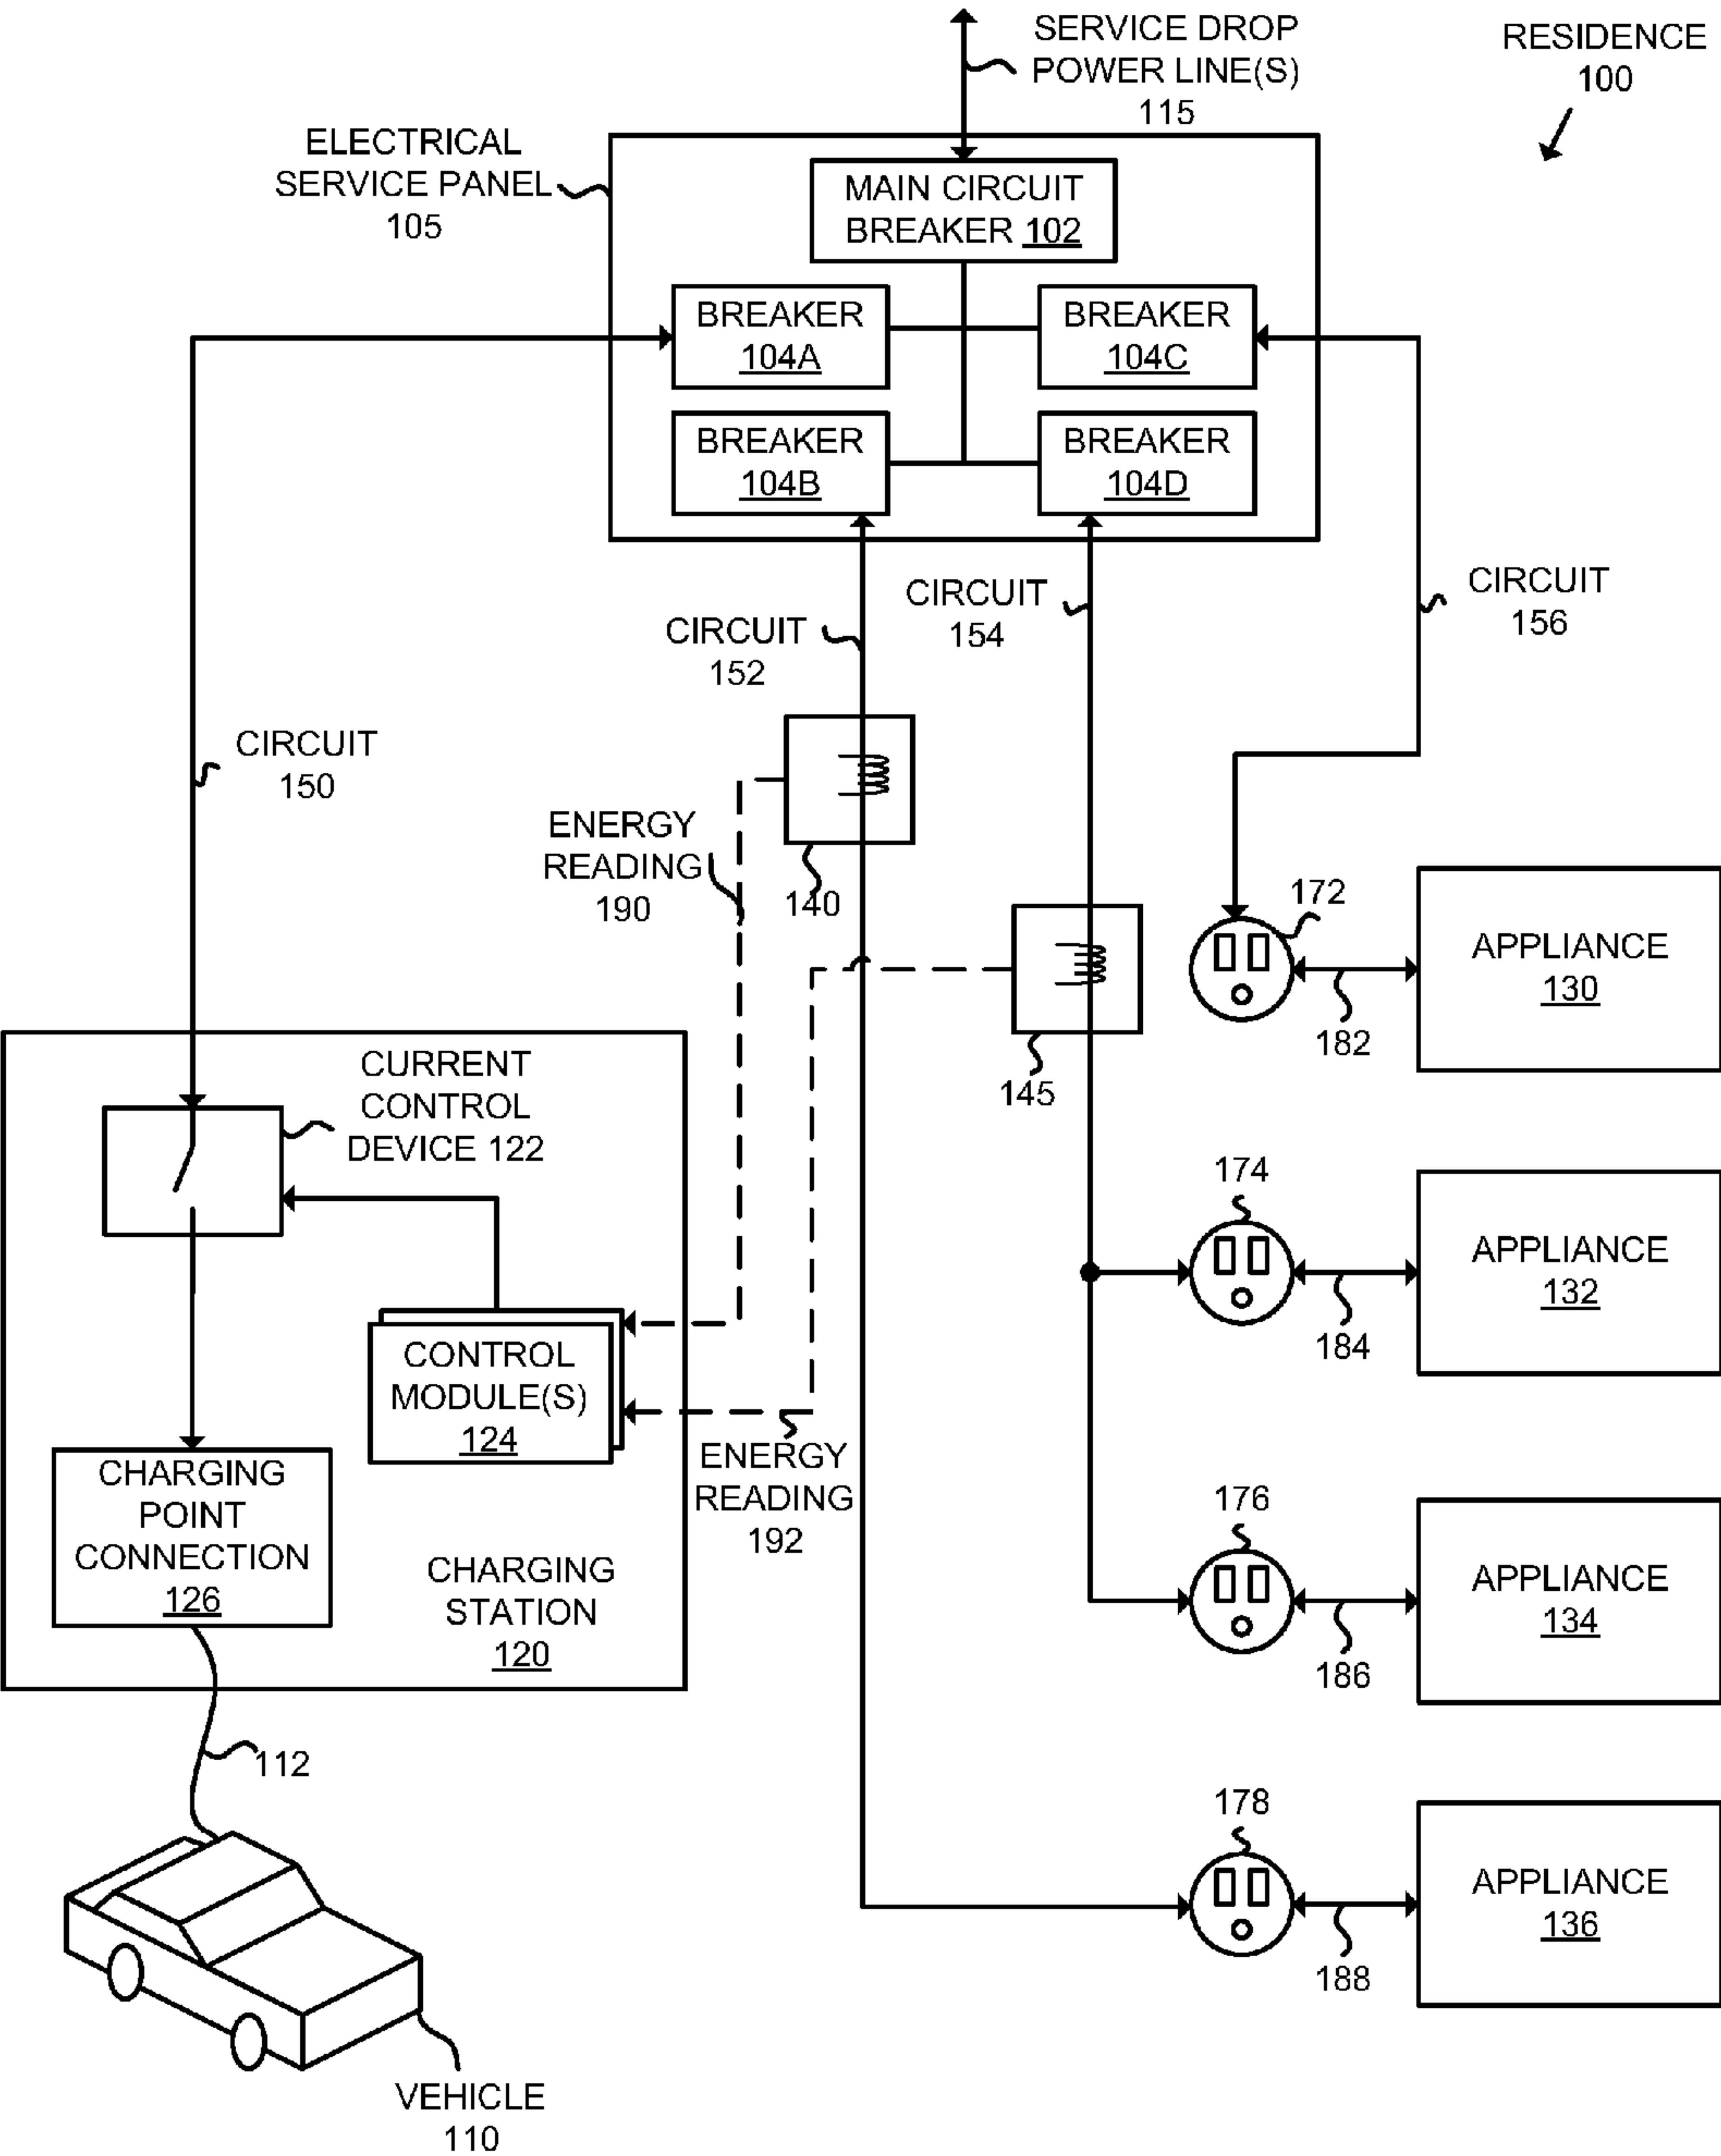 SERVICE DROP
POWER LINE(S)
115
RESIDENCE
100
ELECTRICAL
SERVICE PANEL
105
MAIN CIRCUIT
BREAKER 102
BREAKER
104A
BREAKER
104C
BREAKER
104B
BREAKER
104D
CIRCUIT
150
CIRCUIT
152
CIRCUIT
154
CIRCUIT
156
ENERGY
READING
190
140
145
172
APPLIANCE
130
182
CURRENT
CONTROL
DEVICE 122
174
APPLIANCE
132
184
CONTROL
MODULE(S)
124
ENERGY
READING
192
CHARGING
POINT
CONNECTION
126
CHARGING
STATION
120
176
APPLIANCE
134
186
112
178
APPLIANCE
136
188
VEHICLE
110